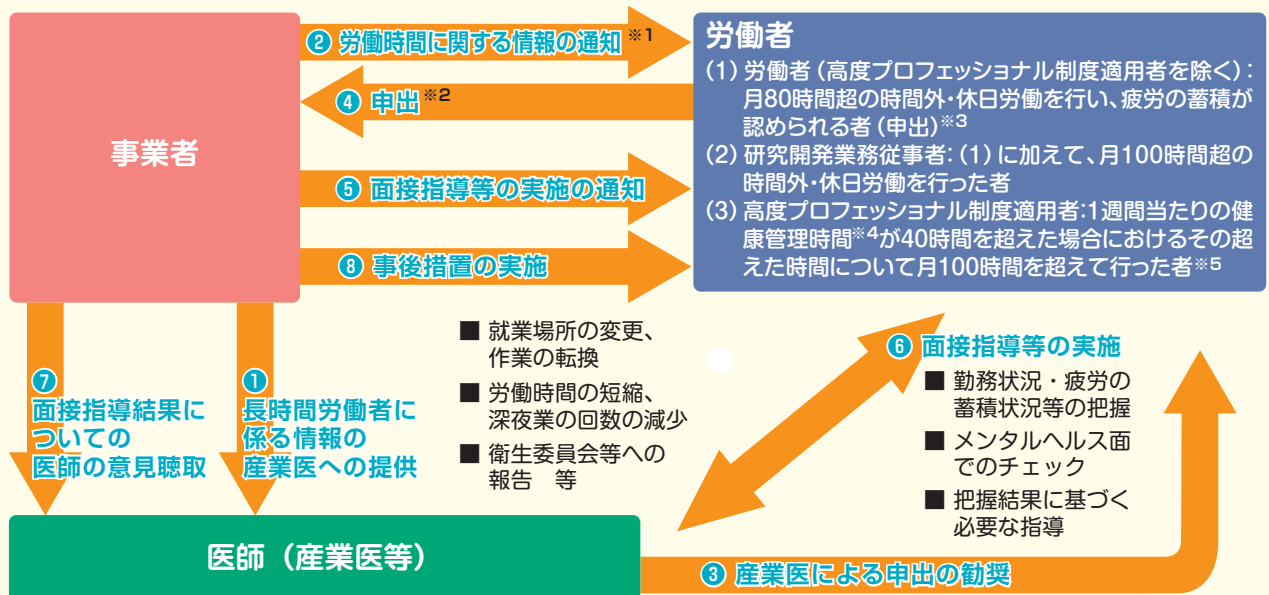 事業者
❷ 労働時間に関する情報の通知※1
❹ 申出※2
❺ 面接指導等の実施の通知
❽ 事後措置の実施
労働者
(1) 労働者(高度プロフェッショナル制度適用者を除く):
月80時間超の時間外・休日労働を行い、疲労の蓄積が
認められる者(申出)※3
(2) 研究開発業務従事者:(1)に加えて、月100時間超の
時間外・休日労働を行った者
(3) 高度プロフェッショナル制度適用者:1週間当たりの健
康管理時間※4が40時間を超えた場合におけるその超
えた時間について月100時間を超えて行った者※5
❼
面接指導結果に
ついての
医師の意見聴取
❶
長時間労働者に
係る情報の
産業医への提供
■ 就業場所の変更、
作業の転換
■ 労働時間の短縮、
深夜業の回数の減少
■ 衛生委員会等への
報告 等
❻ 面接指導等の実施
■ 勤務状況・疲労の
蓄積状況等の把握
■ メンタルヘルス面
でのチェック
■ 把握結果に基づく
必要な指導
医師(産業医等)
❸ 産業医による申出の勧奨